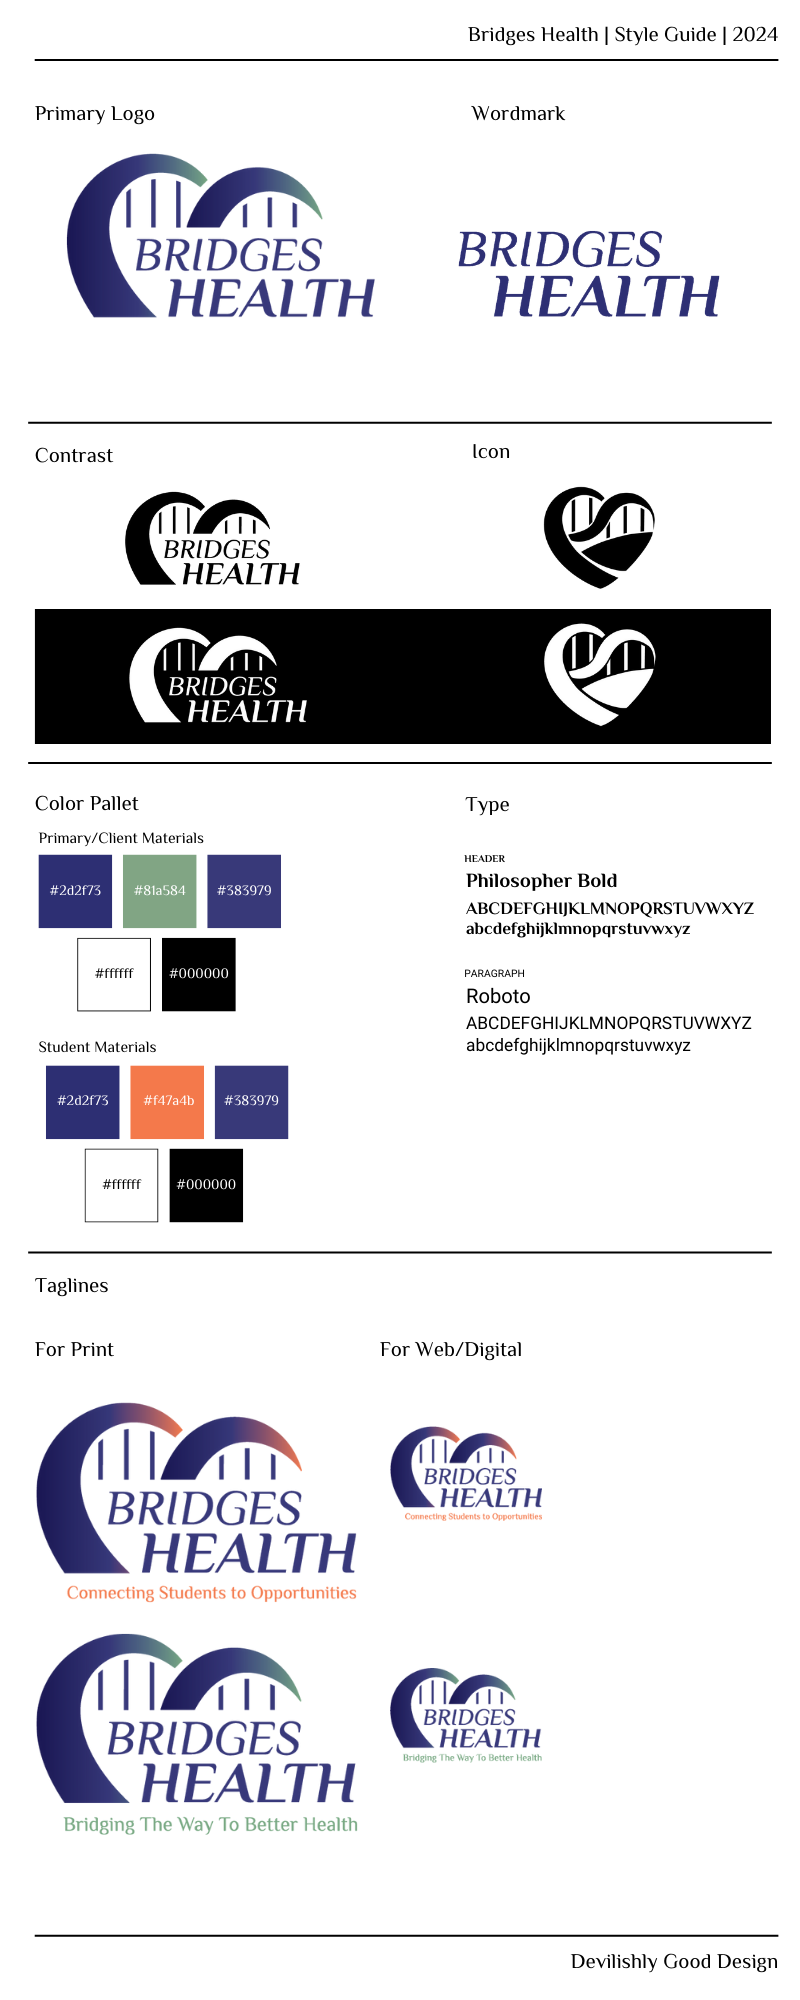 Bridges Health | Style Guide | 2024
Primary Logo
Wordmark
BRIDGES
HEALTH
BRIDGES
HEALTH
Contrast
Icon
BRIDGES
HEALTH
BRIDGES
HEALTH
Color Pallet
Primary/Client Materials
#2d2f73
#81a584
#383979
#ffffff
#000000
Student Materials
#2d2f73
#f47a4b
#383979
#ffffff
#000000
Type
HEADER
Philosopher Bold
ABCDEFGHIJKLMNOPQRSTUVWXYZ
abcdefghijklmnopqrstuvwxyz
PARAGRAPH
Roboto
ABCDEFGHIJKLMNOPQRSTUVWXYZ
abcdefghijklmnopqrstuvwxyz
Taglines
For Print
For Web/Digital
BRIDGES
HEALTH
Connecting Students to Opportunities
BRIDGES
HEALTH
Connecting Students to Opportunities
BRIDGES
HEALTH
Bridging The Way To Better Health
BRIDGES
HEALTH
Bridging The Way To Better Health
Devilishly Good Design